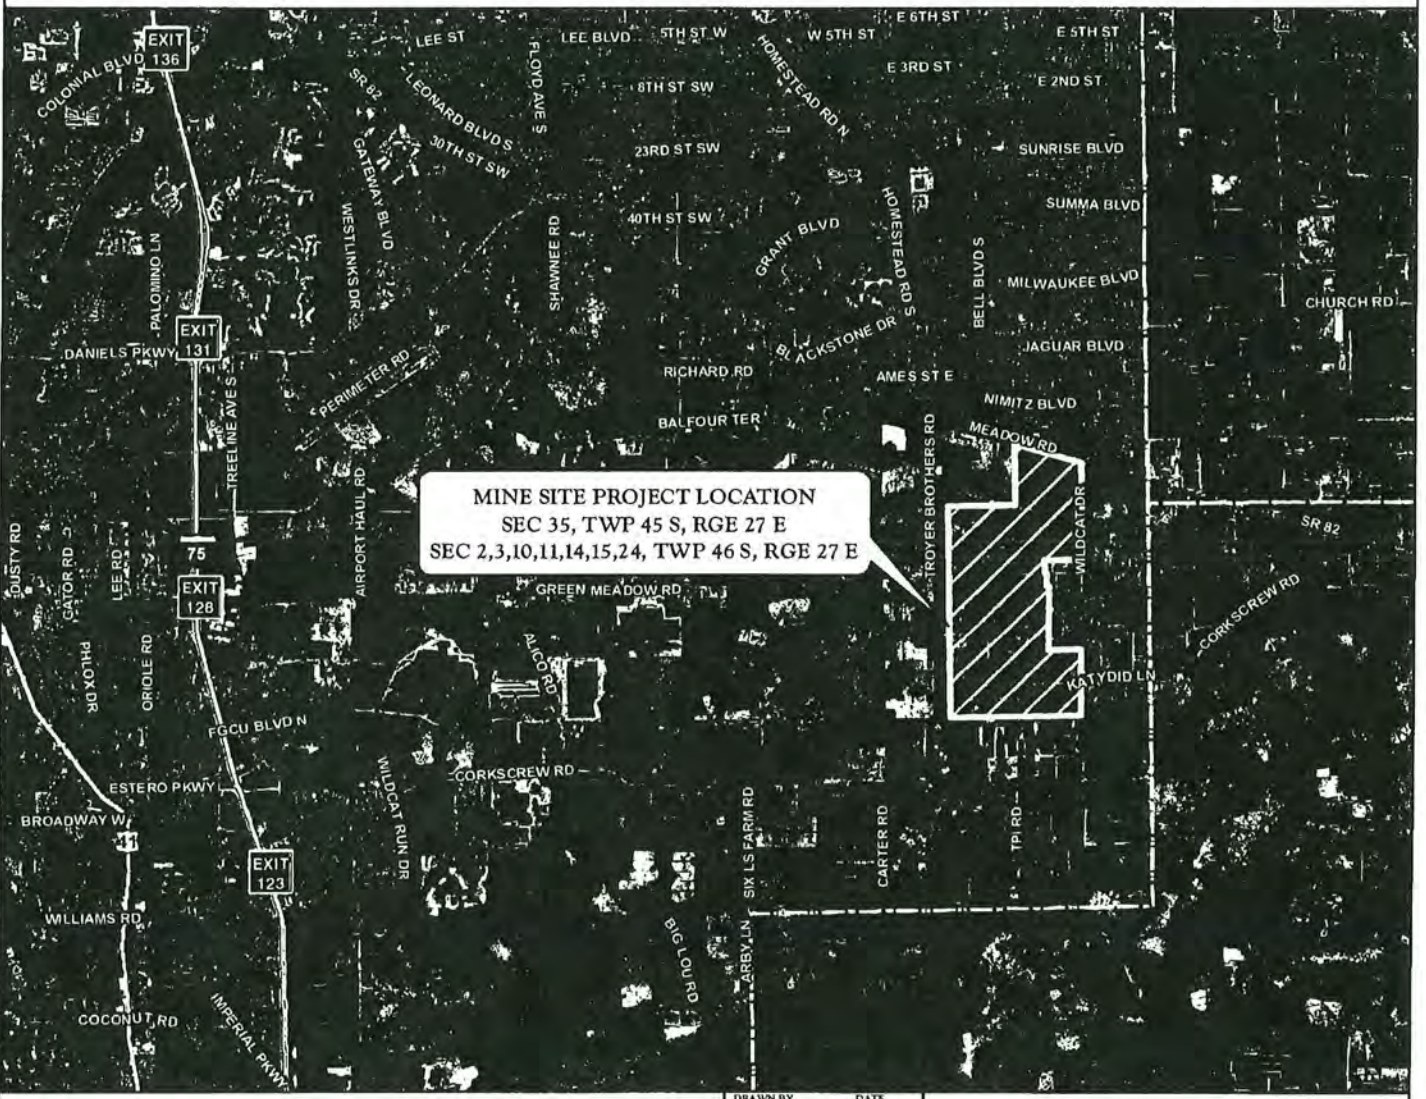 E 6TH ST
EXIT
136
LEE ST
LEE BLVD
5TH ST W
W 5TH ST
E 5TH ST
COLONIAL BLVD
FLOYD AVE S
HOMESTEAD RD N
E 3RD ST
E 2ND ST
SR 82
LEONARD BLVD S
8TH ST SW
30TH ST SW
23RD ST SW
SUNRISE BLVD
GATEWAY BLVD
WESTLINKS DR
40TH ST SW
SUMMA BLVD
PALOMINO LN
SHAWNEE RD
GRANT BLVD
HOMESTEAD RD S
BELL BLVD S
MILWAUKEE BLVD
CHURCH RD
EXIT
131
DANIELS PKWY
BLACKSTONE DR
JAGUAR BLVD
PERIMETER RD
RICHARD RD
AMES ST E
TREELINE AVE S
NIMITZ BLVD
BALFOUR TER
MEADOW RD
TROYER BROTHERS RD
AIRPORT HAUL RD
MINE SITE PROJECT LOCATION
SEC 35, TWP 45 S, RGE 27 E
SEC 2,3,10,11,14,15,24, TWP 46 S, RGE 27 E
WILDCAT DR
SR 82
DUSTY RD
GATOR RD
LEE RD
75
EXIT
128
GREEN MEADOW RD
CORKSCREW RD
PHLOX DR
ORIOLE RD
ALICO RD
KATYDID LN
FGCU BLVD N
CORKSCREW RD
ESTERO PKWY
WILDCAT RUN DR
BROADWAY W
41
SIX LS FARM RD
CARTER RD
TPI RD
EXIT
123
WILLIAMS RD
BIG LOU RD
CARBY LN
COCONUT RD
IMPERIAL PKWY
DRAWN BY
DATE